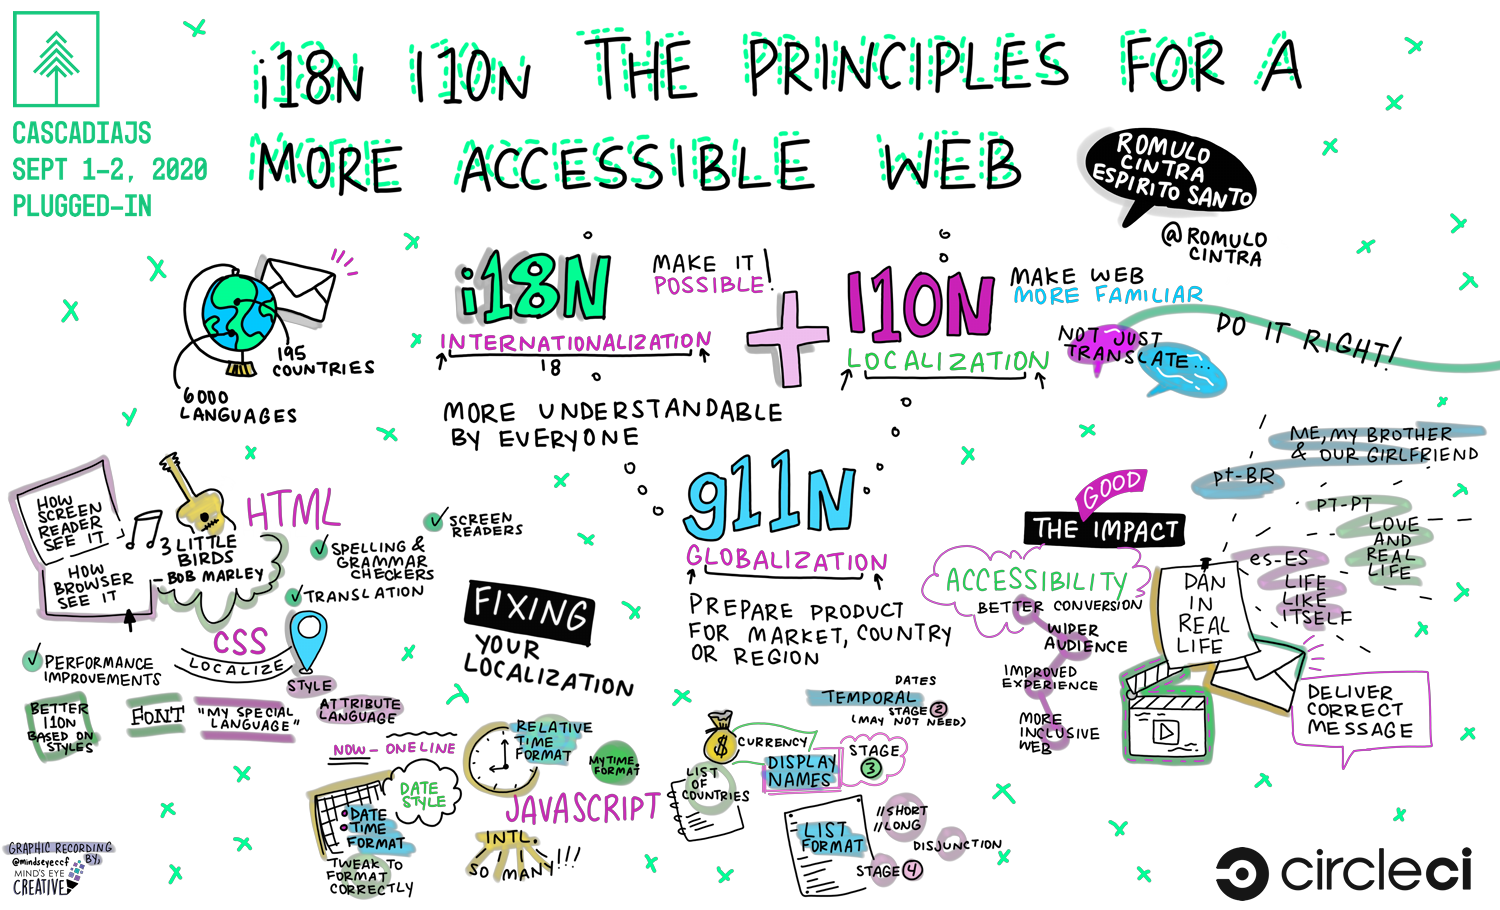 CASCADIAJS
SEPT 1-2, 2020
PLUGGED-IN
i18N l10N THE PRINCIPLES FOR A
MORE ACCESSIBLE WEB
ROMULO
CINTRA
ESPIRITO SANTO
@ROMULO
CINTRA
195
COUNTRIES
6000
LANGUAGES
i18N
INTERNATIONALIZATION
18
MAKE IT
POSSIBLE!
MORE UNDERSTANDABLE
BY EVERYONE
+
l10N
LOCALIZATION
MAKE WEB
MORE FAMILIAR
NOT JUST
TRANSLATE...
DO IT RIGHT!
g11N
GLOBALIZATION
PREPARE PRODUCT
FOR MARKET, COUNTRY
OR REGION
HOW
SCREEN
READER
SEE IT
HOW
BROWSER
SEE IT
3 LITTLE
BIRDS
- BOB MARLEY
HTML
SCREEN
READERS
SPELLING &
GRAMMAR
CHECKERS
TRANSLATION
CSS
LOCALIZE
STYLE
ATTRIBUTE
LANGUAGE
PERFORMANCE
IMPROVEMENTS
BETTER
l10N
BASED ON
STYLES
FONT
"MY SPECIAL
LANGUAGE"
FIXING
YOUR
LOCALIZATION
GOOD
THE IMPACT
ACCESSIBILITY
BETTER CONVERSION
WIDER
AUDIENCE
IMPROVED
EXPERIENCE
MORE
INCLUSIVE
WEB
ME, MY BROTHER
& OUR GIRLFRIEND
pt-BR
PT-PT
LOVE
AND
REAL
LIFE
es-ES
LIFE
LIKE
ITSELF
DAN
IN
REAL
LIFE
DELIVER
CORRECT
MESSAGE
NOW - ONE LINE
DATE
STYLE
DATE
TIME
FORMAT
TWEAK TO
FORMAT
CORRECTLY
RELATIVE
TIME
FORMAT
MYTIME.
FORMAT
JAVASCRIPT
INTL.
SO MANY!!!
$
CURRENCY
LIST
OF
COUNTRIES
DISPLAY
NAMES
STAGE
3
DATES
TEMPORAL
STAGE 2
(MAY NOT NEED)
LIST
FORMAT
//SHORT
//LONG
DISJUNCTION
STAGE 4
GRAPHIC RECORDING
BY,
@mindseyeccf
MIND'S EYE
CREATIVE
circleci